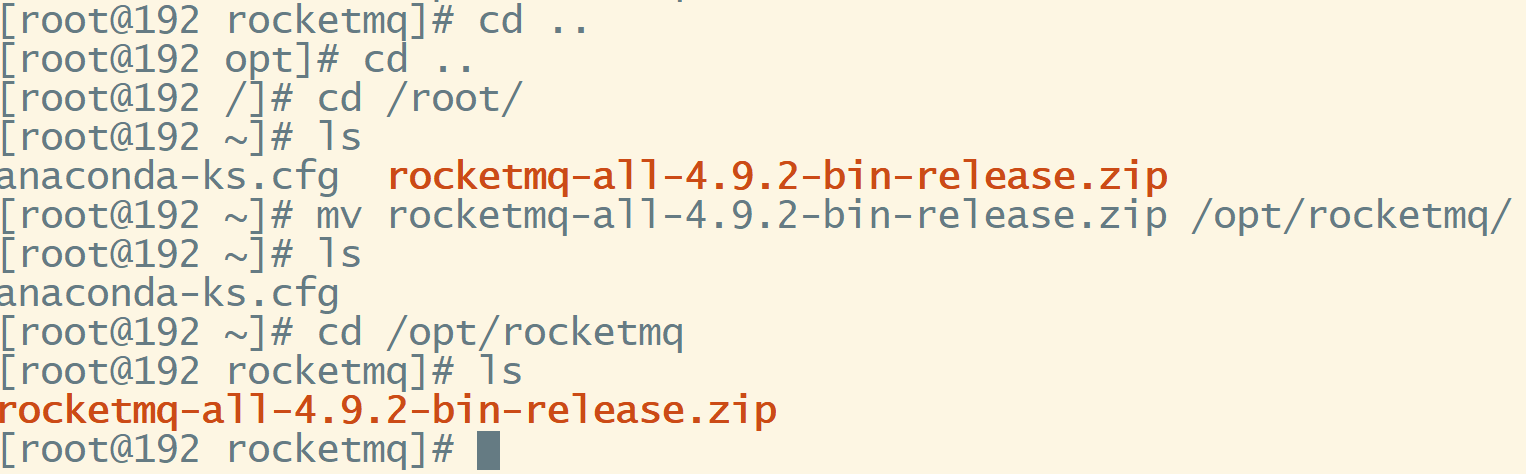 [root@192 rocketmq]# cd ..
[root@192 opt]# cd ..
[root@192 /]# cd /root/
[root@192 ~]# ls
anaconda-ks.cfg  rocketmq-all-4.9.2-bin-release.zip
[root@192 ~]# mv rocketmq-all-4.9.2-bin-release.zip /opt/rocketmq/
[root@192 ~]# ls
anaconda-ks.cfg
[root@192 ~]# cd /opt/rocketmq
[root@192 rocketmq]# ls
rocketmq-all-4.9.2-bin-release.zip
[root@192 rocketmq]#